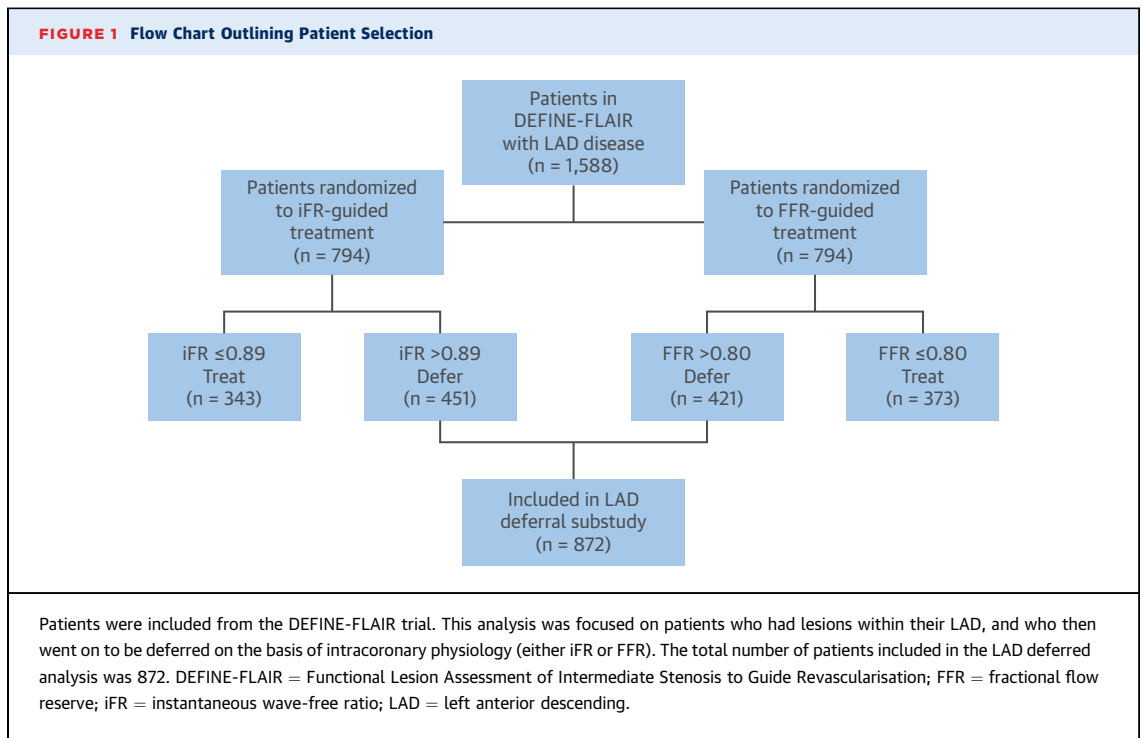 FIGURE 1 Flow Chart Outlining Patient Selection
Patients in
DEFINE-FLAIR
with LAD disease
(n = 1,588)
Patients randomized
to iFR-guided
treatment
(n = 794)
Patients randomized
to FFR-guided
treatment
(n = 794)
iFR ≤0.89
Treat
(n = 343)
iFR >0.89
Defer
(n = 451)
FFR >0.80
Defer
(n = 421)
FFR ≤0.80
Treat
(n = 373)
Included in LAD
deferral substudy
(n = 872)
Patients were included from the DEFINE-FLAIR trial. This analysis was focused on patients who had lesions within their LAD, and who then
went on to be deferred on the basis of intracoronary physiology (either iFR or FFR). The total number of patients included in the LAD deferred
analysis was 872. DEFINE-FLAIR = Functional Lesion Assessment of Intermediate Stenosis to Guide Revascularisation; FFR = fractional flow
reserve; iFR = instantaneous wave-free ratio; LAD = left anterior descending.